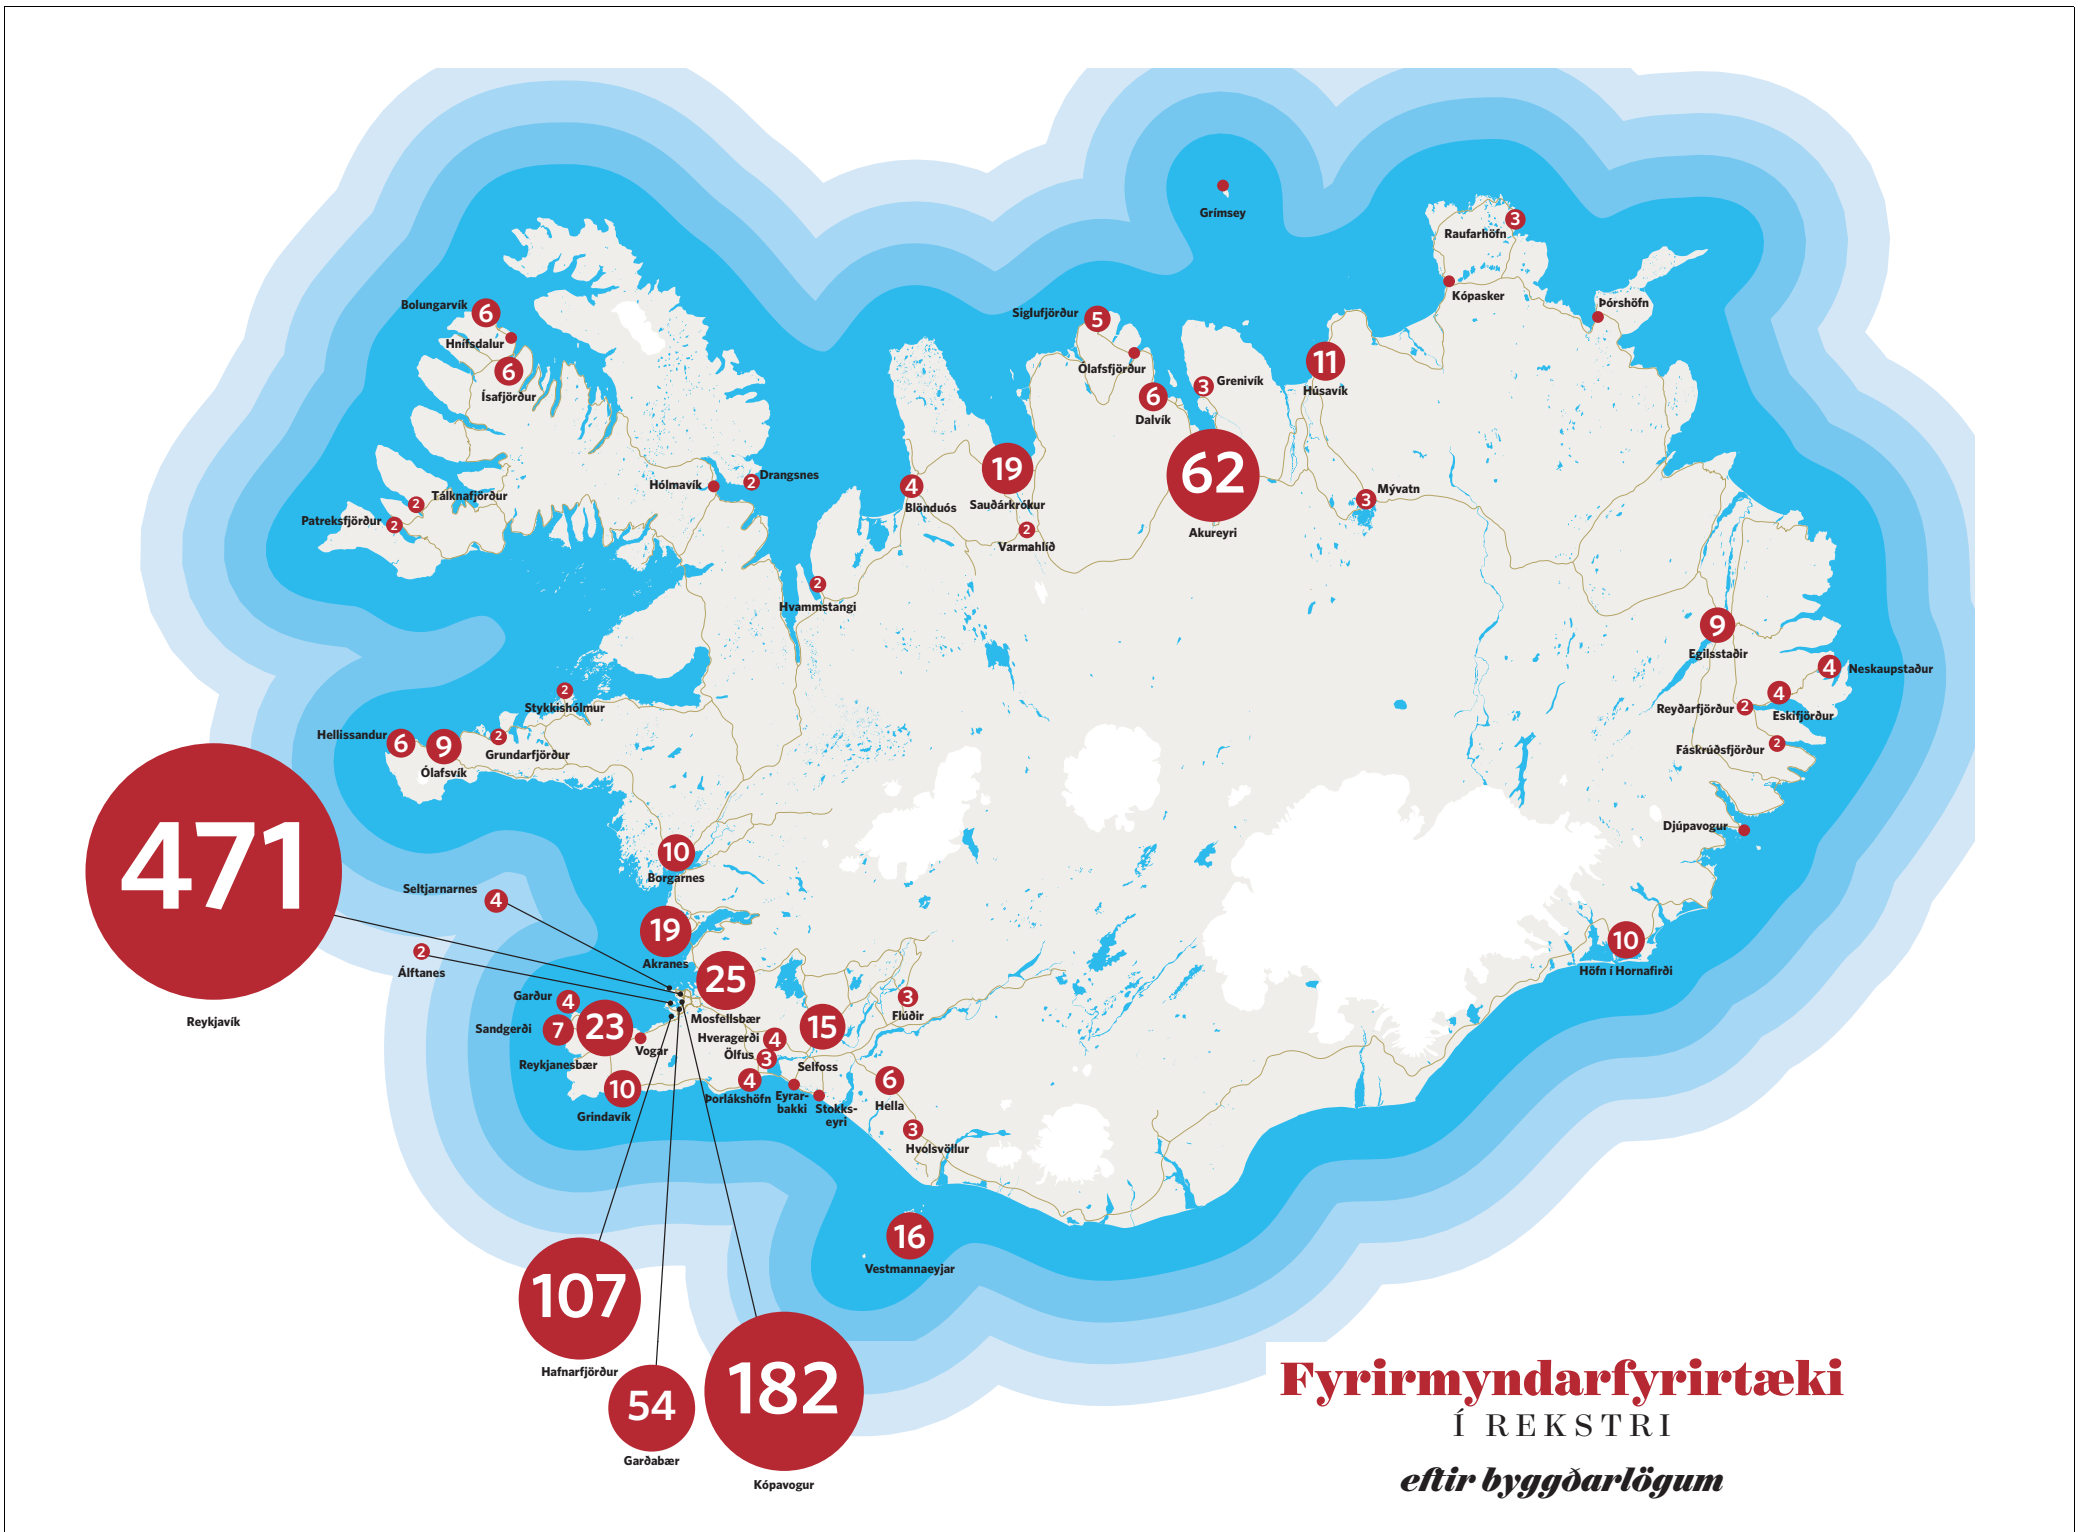 Grímsey
3
Raufarhöfn
Kópasker
Þórshöfn
Bolungarvík
6
Hnífsdalur
6
Ísafjörður
Siglufjörður
5
Ólafsfjörður
6
Dalvík
3
Grenivík
11
Húsavík
62
Akureyri
19
Sauðárkrókur
4
Blönduós
2
Varmahlíð
3
Mývatn
2
Drangsnes
Hólmavík
2
Tálknafjörður
Patreksfjörður
2
2
Hvammstangi
9
Egilsstaðir
4
Neskaupstaður
4
Eskifjörður
Reyðarfjörður
2
Fáskrúðsfjörður
2
Djúpavogur
10
Höfn í Hornafirði
2
Stykkishólmur
2
Grundarfjörður
Hellissandur
6
9
Ólafsvík
471
Reykjavík
10
Borgarnes
Seltjarnarnes
4
2
Álftanes
19
Akranes
25
Mosfellsbær
Garður
4
Sandgerði
7
23
Reykjanesbær
Vogar
10
Grindavík
Hveragerði
4
Ölfus
3
4
Þorlákshöfn
15
Selfoss
Eyrar-
bakki
Stokks-
eyri
3
Flúðir
6
Hella
3
Hvolsvöllur
16
Vestmannaeyjar
107
Hafnarfjörður
54
Garðabær
182
Kópavogur
Fyrirmyndarfyrirtæki
Í REKSTRI
eftir byggðarlögum